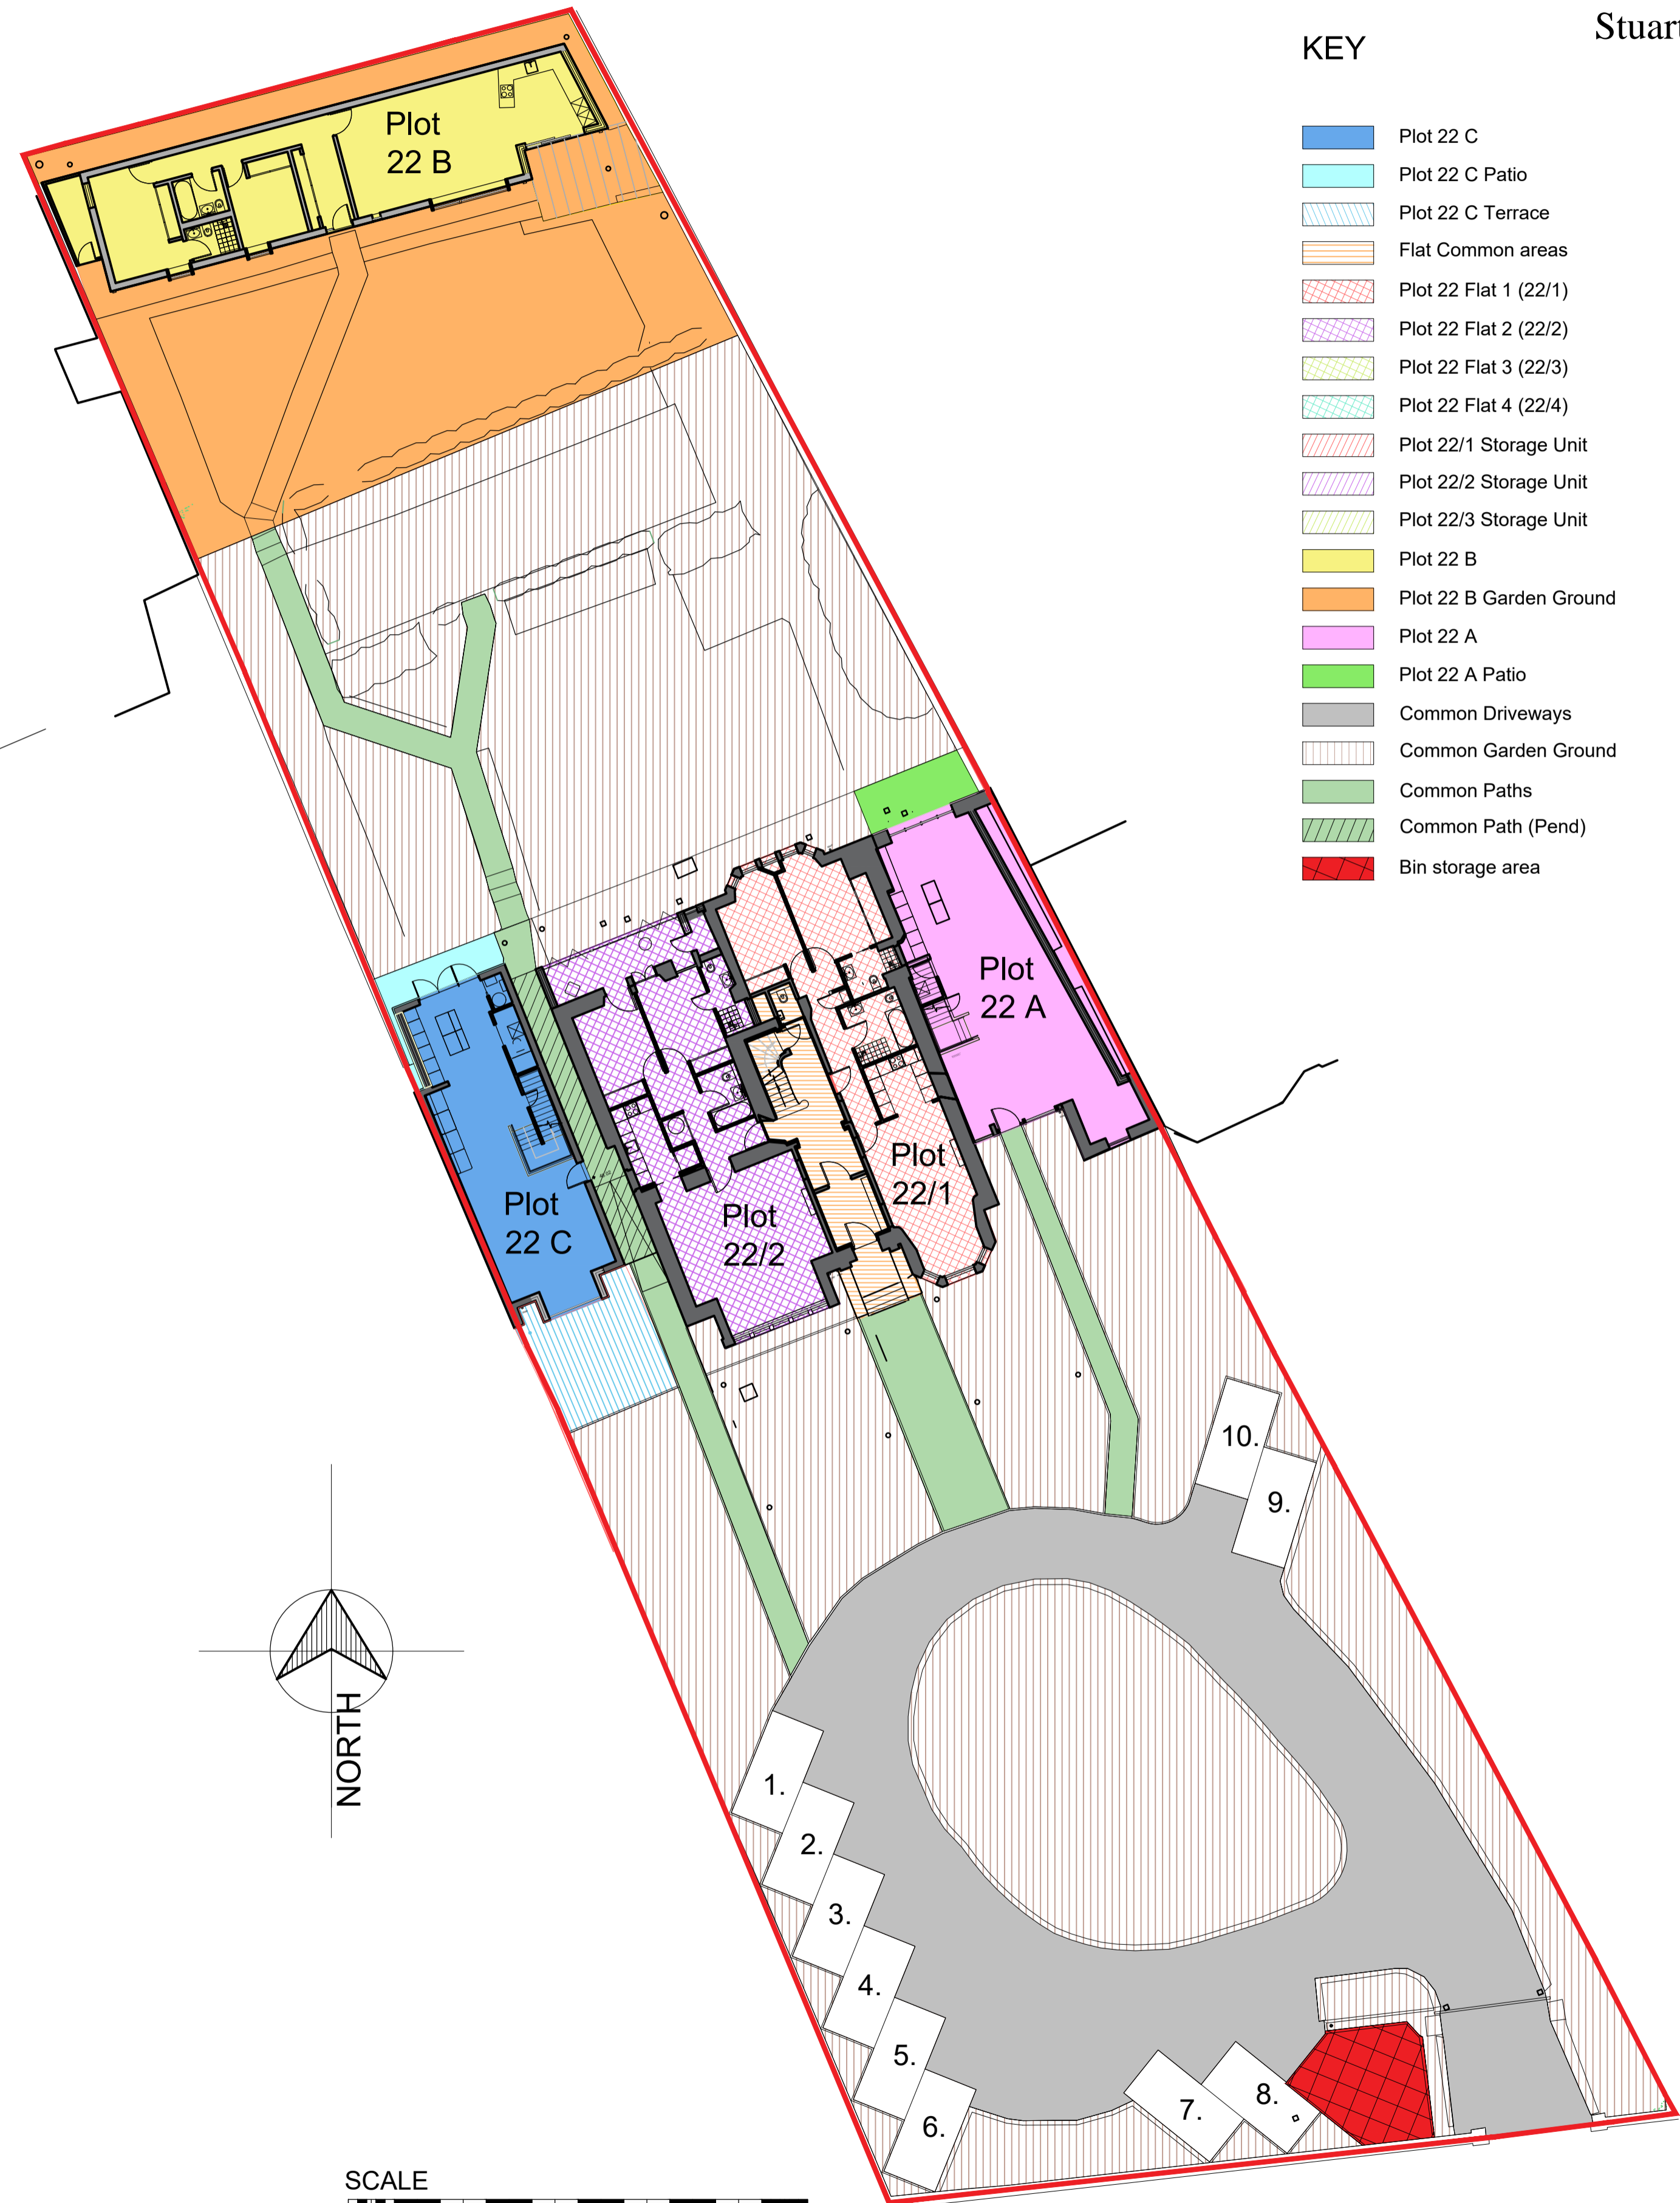 Stuart
KEY
Plot 22 C
Plot 22 C Patio
Plot 22 C Terrace
Flat Common areas
Plot 22 Flat 1 (22/1)
Plot 22 Flat 2 (22/2)
Plot 22 Flat 3 (22/3)
Plot 22 Flat 4 (22/4)
Plot 22/1 Storage Unit
Plot 22/2 Storage Unit
Plot 22/3 Storage Unit
Plot 22 B
Plot 22 B Garden Ground
Plot 22 A
Plot 22 A Patio
Common Driveways
Common Garden Ground
Common Paths
Common Path (Pend)
Bin storage area
Plot
22 B
Plot
22 A
Plot
22/1
Plot
22 C
Plot
22/2
10.
9.
1.
2.
3.
4.
5.
6.
7.
8.
NORTH
SCALE